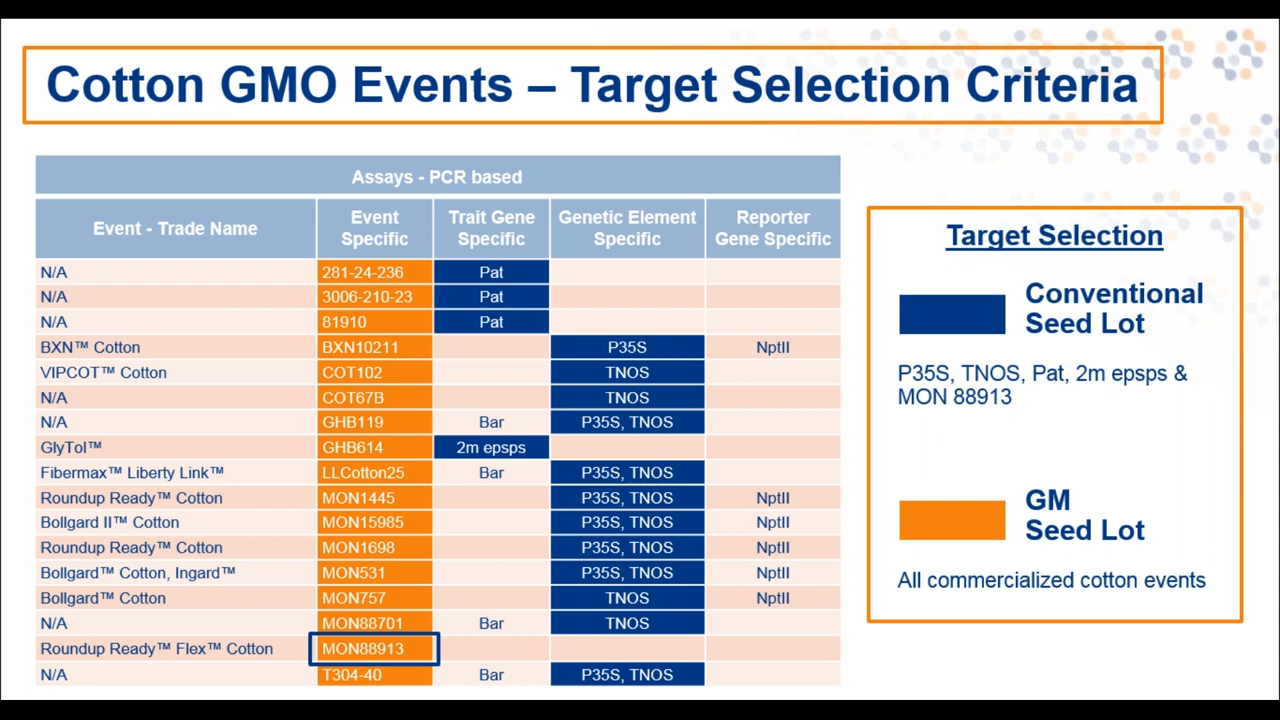 Cotton GMO Events – Target Selection Criteria
Assays - PCR based
Event - Trade Name Event Specific Trait Gene Specific Genetic Element Specific Reporter Gene Specific
N/A 281-24-236 Pat
N/A 3006-210-23 Pat
N/A 81910 Pat
BXN™ Cotton BXN10211 P35S NptII
VIPCOT™ Cotton COT102 TNOS
N/A COT67B TNOS
N/A GHB119 Bar P35S, TNOS
GlyTol™ GHB614 2m epsps
Fibermax™ Liberty Link™ LLCotton25 Bar P35S, TNOS
Roundup Ready™ Cotton MON1445 P35S, TNOS NptII
Bollgard II™ Cotton MON15985 P35S, TNOS NptII
Roundup Ready™ Cotton MON1698 P35S, TNOS NptII
Bollgard™ Cotton, Ingard™ MON531 P35S, TNOS NptII
Bollgard™ Cotton MON757 TNOS NptII
N/A MON88701 Bar TNOS
Roundup Ready™ Flex™ Cotton MON88913
N/A T304-40 Bar P35S, TNOS
Target Selection
Conventional
Seed Lot
P35S, TNOS, Pat, 2m epsps &
MON 88913
GM
Seed Lot
All commercialized cotton events